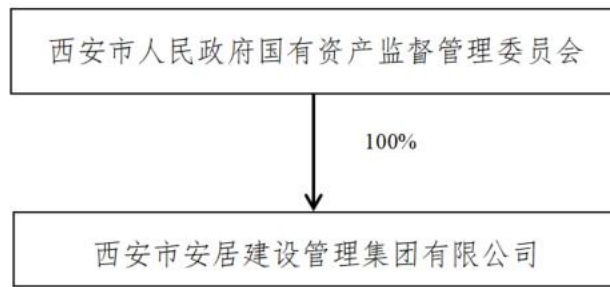 西安市人民政府国有资产监督管理委员会
100%
西安市安居建设管理集团有限公司